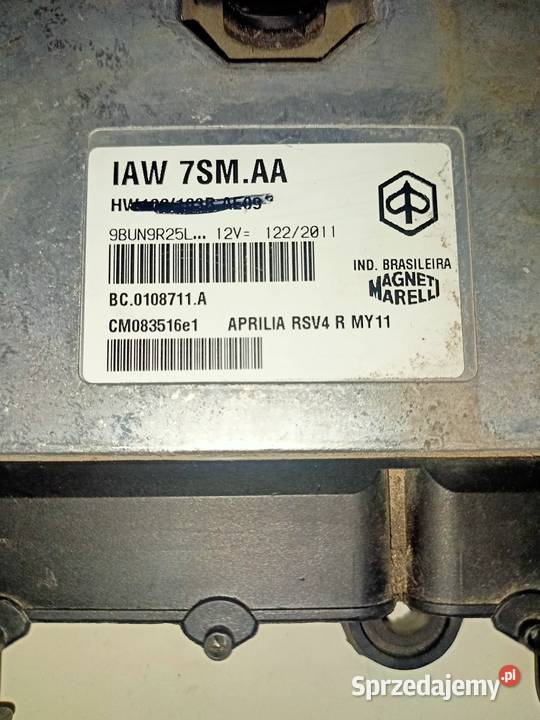 IAW 7SM.AA
9BUN9R25L... 12V= 122/2011
IND. BRASILEIRA
MAGNETI
MARELLI
BC.0108711.A
CM083516e1 APRILIA RSV4 R MY11
Sprzedajemy.pl